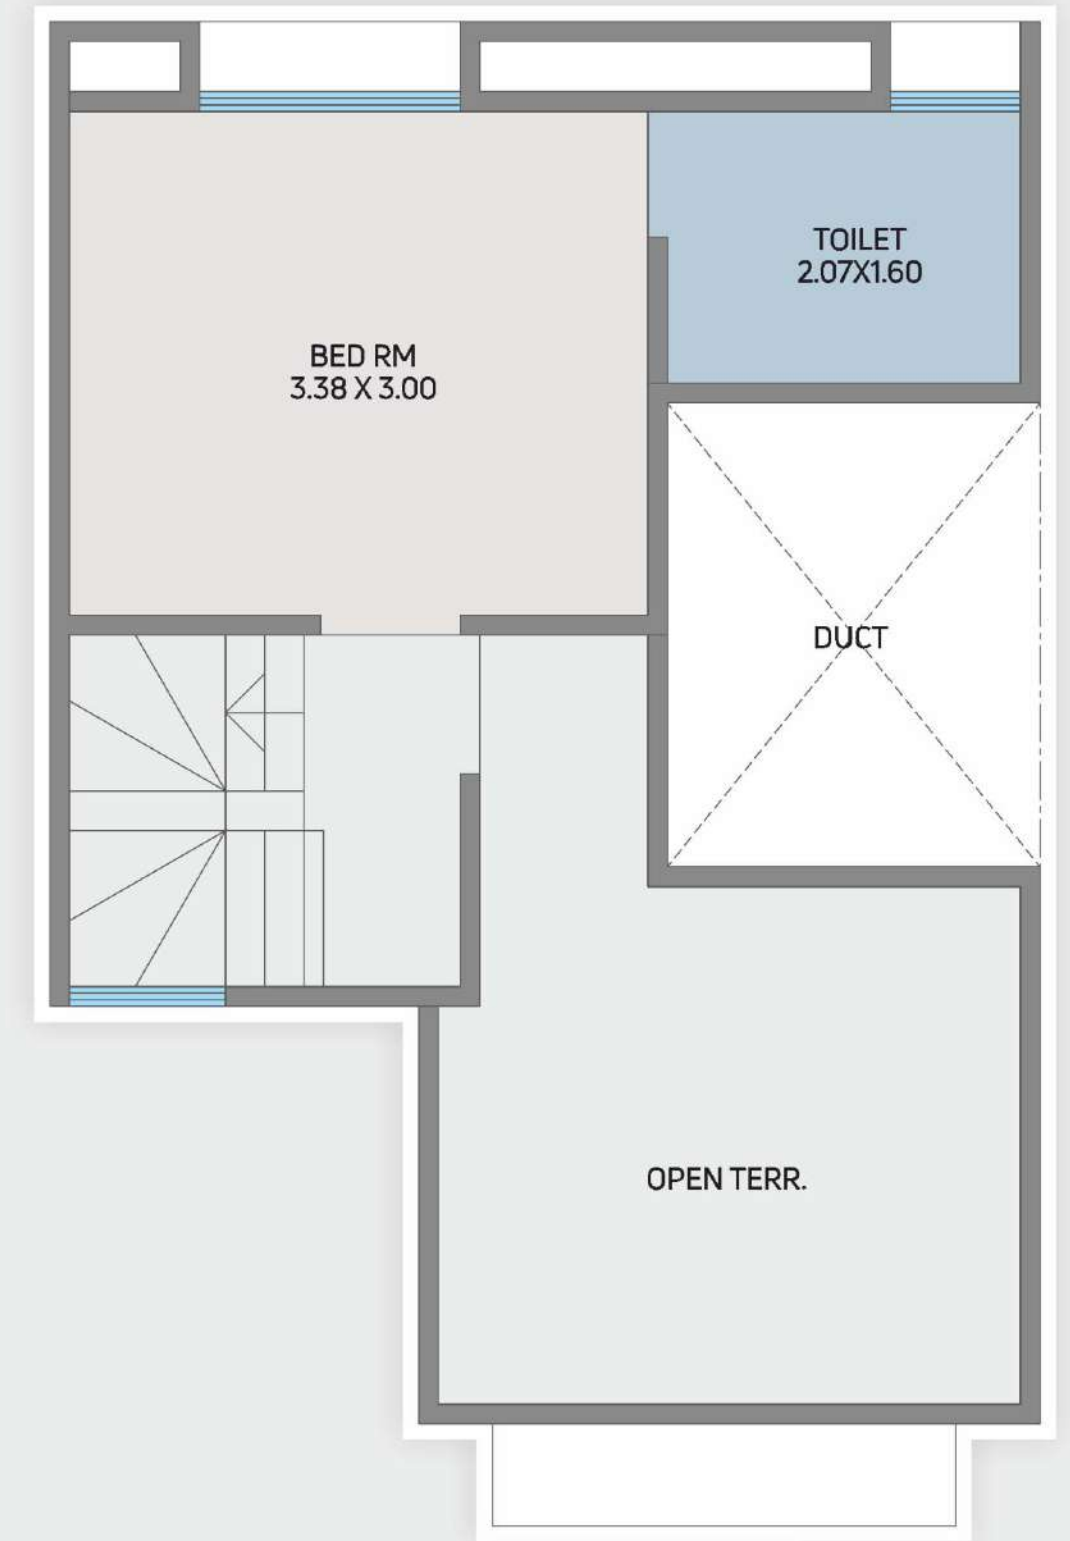 TOILET
2.07X1.60
BED RM
3.38 X 3.00
DUCT
OPEN TERR.